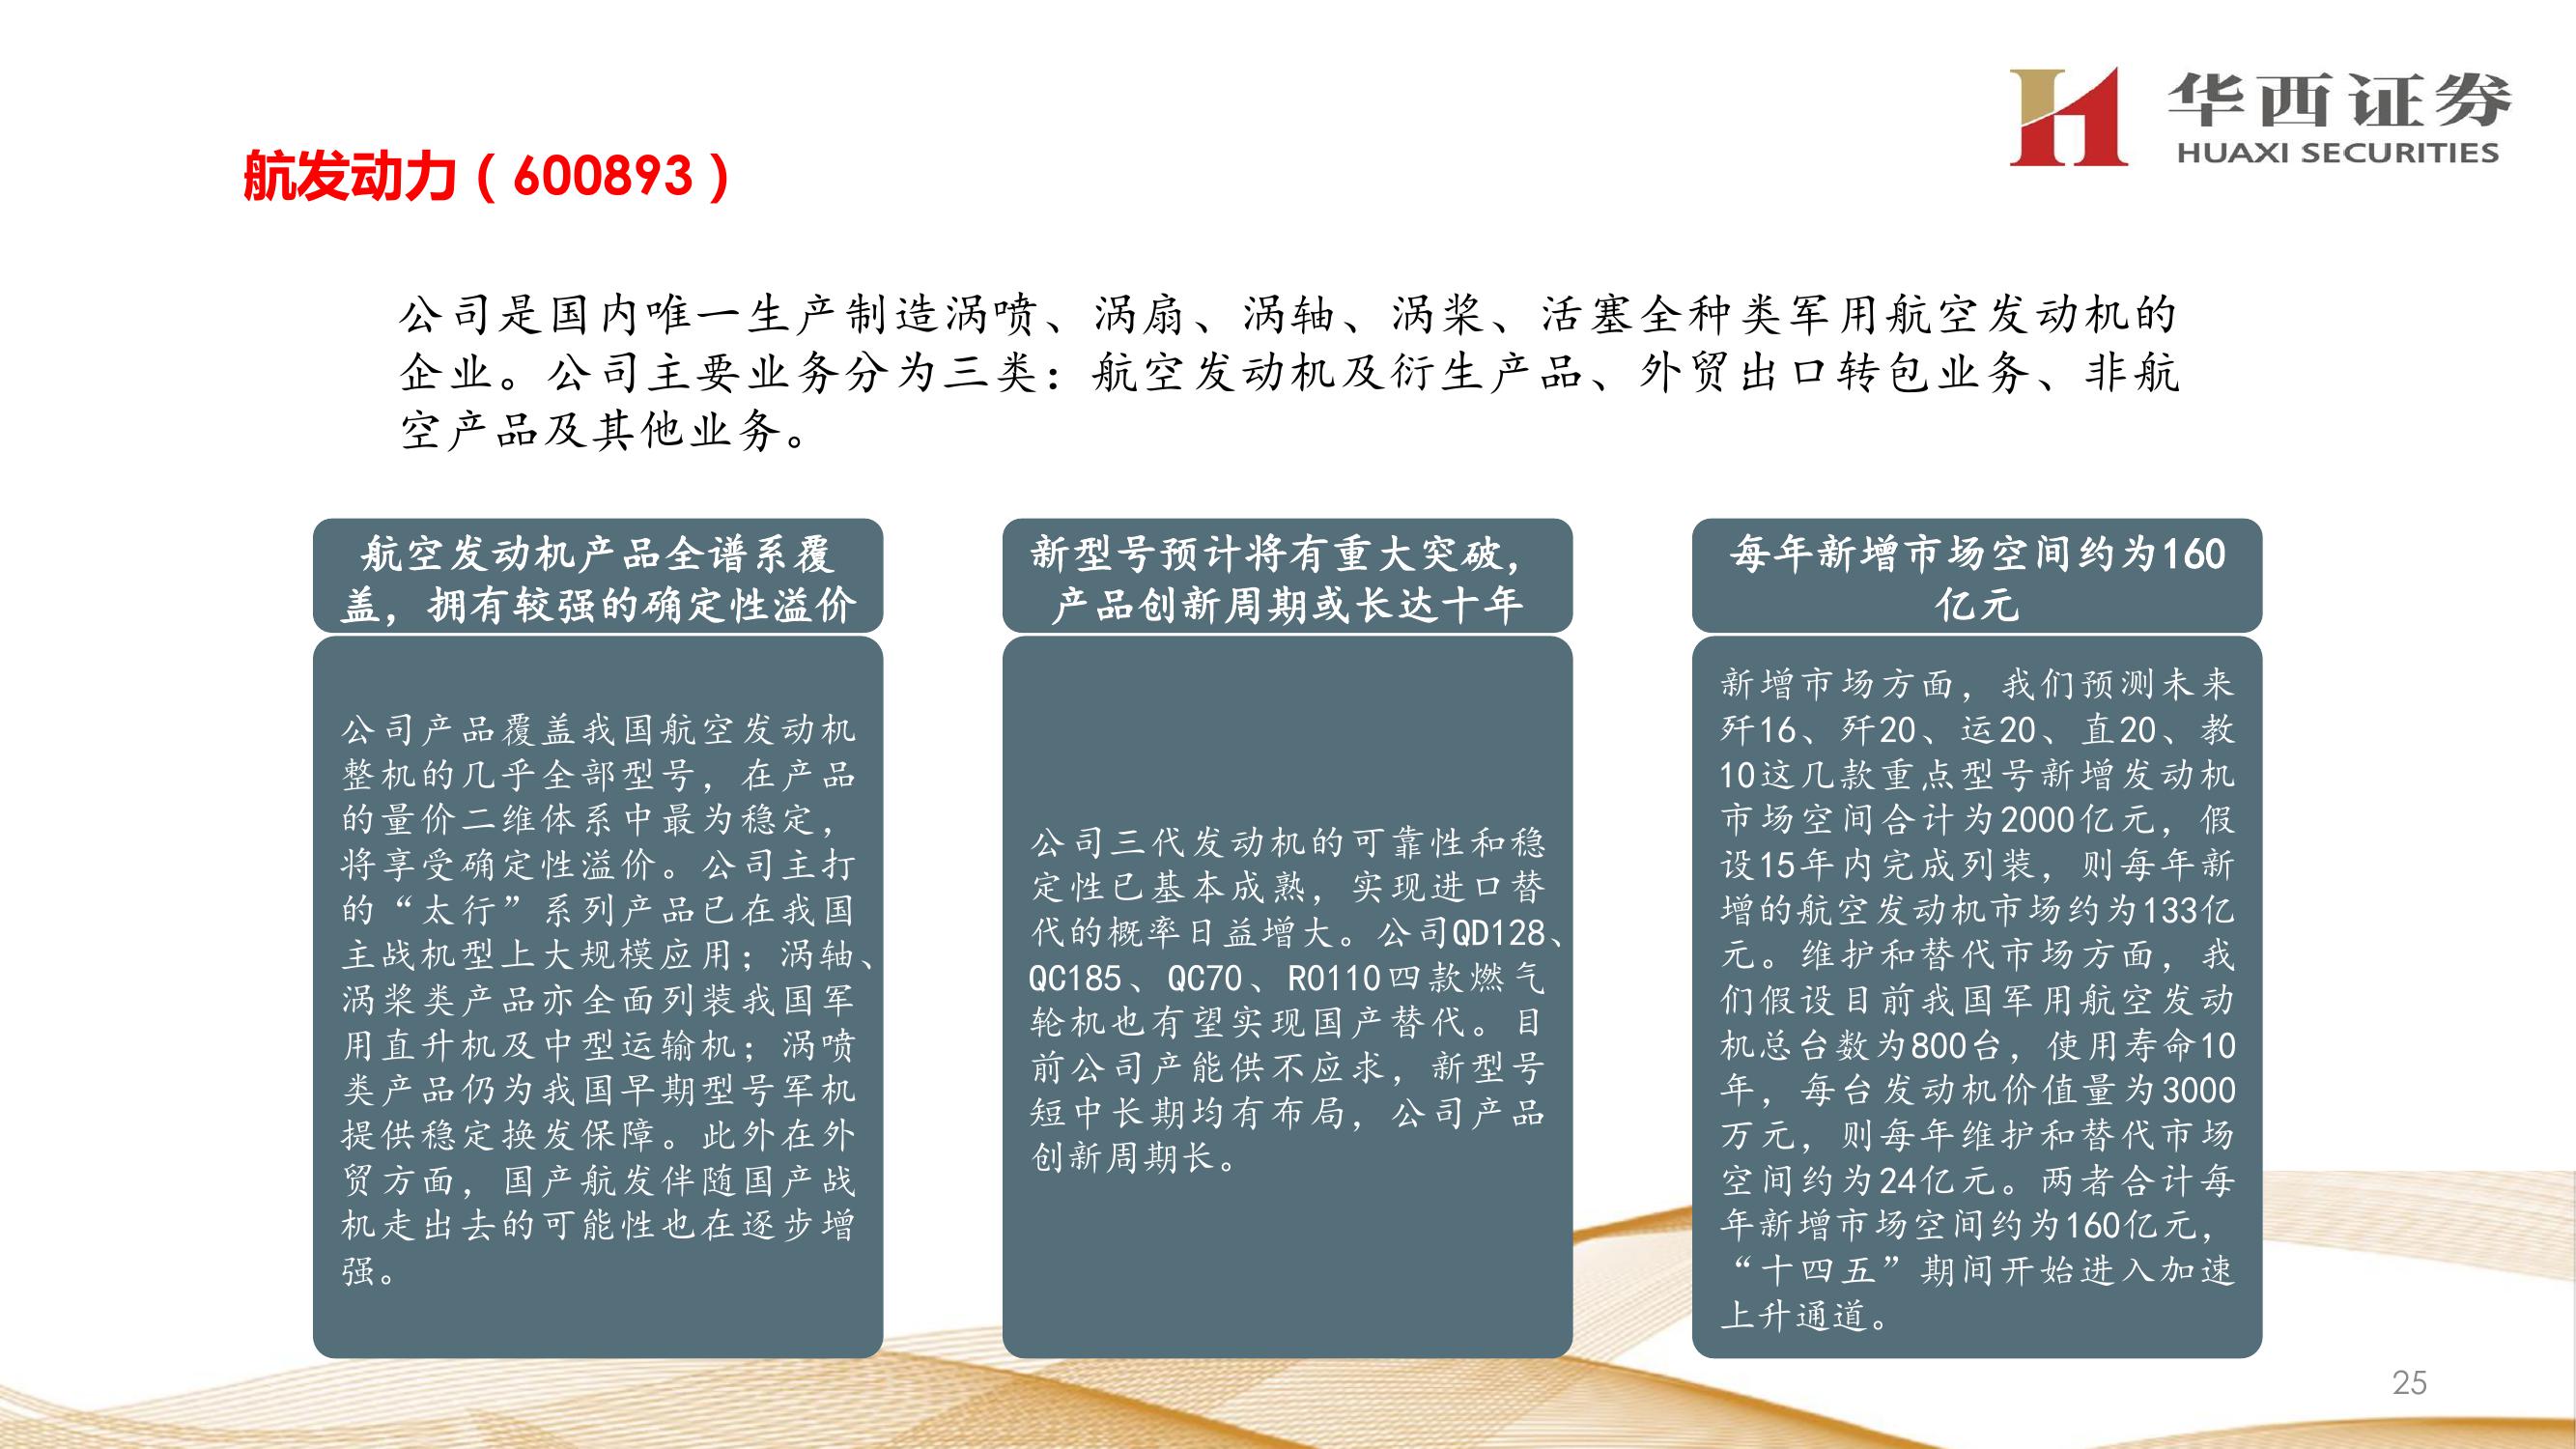 华西证券
HUAXI SECURITIES
航发动力（600893）
公司是国内唯一生产制造涡喷、涡扇、涡轴、涡桨、活塞全种类军用航空发动机的
企业。公司主要业务分为三类：航空发动机及衍生产品、外贸出口转包业务、非航
空产品及其他业务。
航空发动机产品全谱系覆
盖，拥有较强的确定性溢价
公司产品覆盖我国航空发动机
整机的几乎全部型号，在产品
的量价二维体系中最为稳定，
将享受确定性溢价。公司主打
的“太行”系列产品已在我国
主战机型上大规模应用；涡轴、
涡桨类产品亦全面列装我国军
用直升机及中型运输机；涡喷
类产品仍为我国早期型号军机
提供稳定换发保障。此外在外
贸方面，国产航发伴随国产战
机走出去的可能性也在逐步增
强。
新型号预计将有重大突破，
产品创新周期或长达十年
公司三代发动机的可靠性和稳
定性已基本成熟，实现进口替
代的概率日益增大。公司QD128、
QC185、QC70、R0110四款燃气
轮机也有望实现国产替代。目
前公司产能供不应求，新型号
短中长期均有布局，公司产品
创新周期长。
每年新增市场空间约为160
亿元
新增市场方面，我们预测未来
歼16、歼20、运20、直20、教
10这几款重点型号新增发动机
市场空间合计为2000亿元，假
设15年内完成列装，则每年新
增的航空发动机市场约为133亿
元。维护和替代市场方面，我
们假设目前我国军用航空发动
机总台数为800台，使用寿命10
年，每台发动机价值量为3000
万元，则每年维护和替代市场
空间约为24亿元。两者合计每
年新增市场空间约为160亿元，
“十四五”期间开始进入加速
上升通道。
25